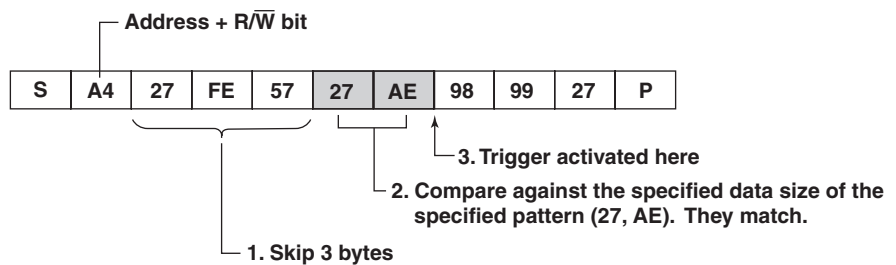 Address + R/W̅ bit
S A4 27 FE 57 27 AE 98 99 27 P
3. Trigger activated here
2. Compare against the specified data size of the
specified pattern (27, AE). They match.
1. Skip 3 bytes